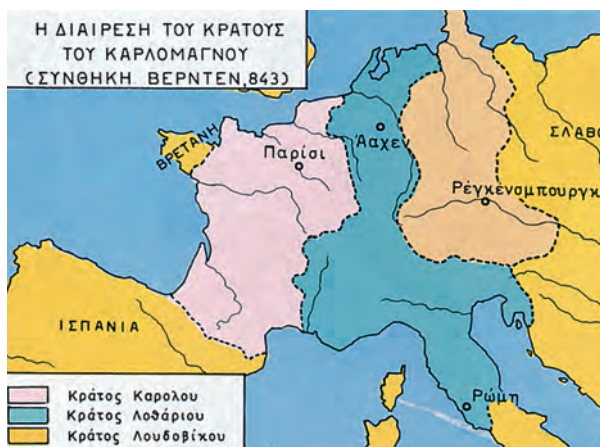 Η ΔΙΑΙΡΕΣΗ ΤΟΥ ΚΡΑΤΟΥΣ
ΤΟΥ ΚΑΡΛΟΜΑΓΝΟΥ
(ΣΥΝΘΗΚΗ ΒΕΡΝΤΕΝ,843)
ΒΡΕΤΑΝΗ
Παρίσι
Άαχεν
ΣΛΑΒΟ
Ρέγκενσμπουργκ
ΙΣΠΑΝΙΑ
Ρώμη
Κράτος Καρόλου
Κράτος Λοθάριου
Κράτος Λουδοβίκου